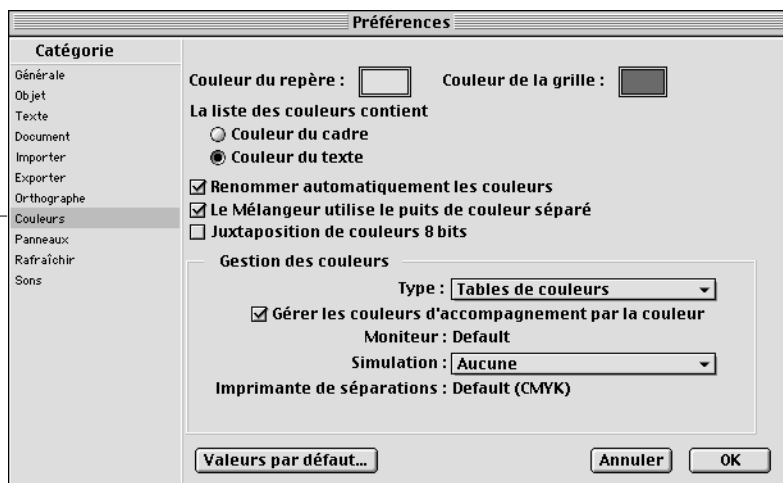 Préférences
Catégorie
Générale
Objet
Texte
Document
Importer
Exporter
Orthographe
Couleurs
Panneaux
Rafraîchir
Sons
Couleur du repère :
Couleur de la grille :
La liste des couleurs contient
Couleur du cadre
Couleur du texte
Renommer automatiquement les couleurs
Le Mélangeur utilise le puits de couleur séparé
Juxtaposition de couleurs 8 bits
Gestion des couleurs
Type : Tables de couleurs
Gérer les couleurs d'accompagnement par la couleur
Moniteur : Default
Simulation : Aucune
Imprimante de séparations : Default (CMYK)
Valeurs par défaut...
Annuler
OK